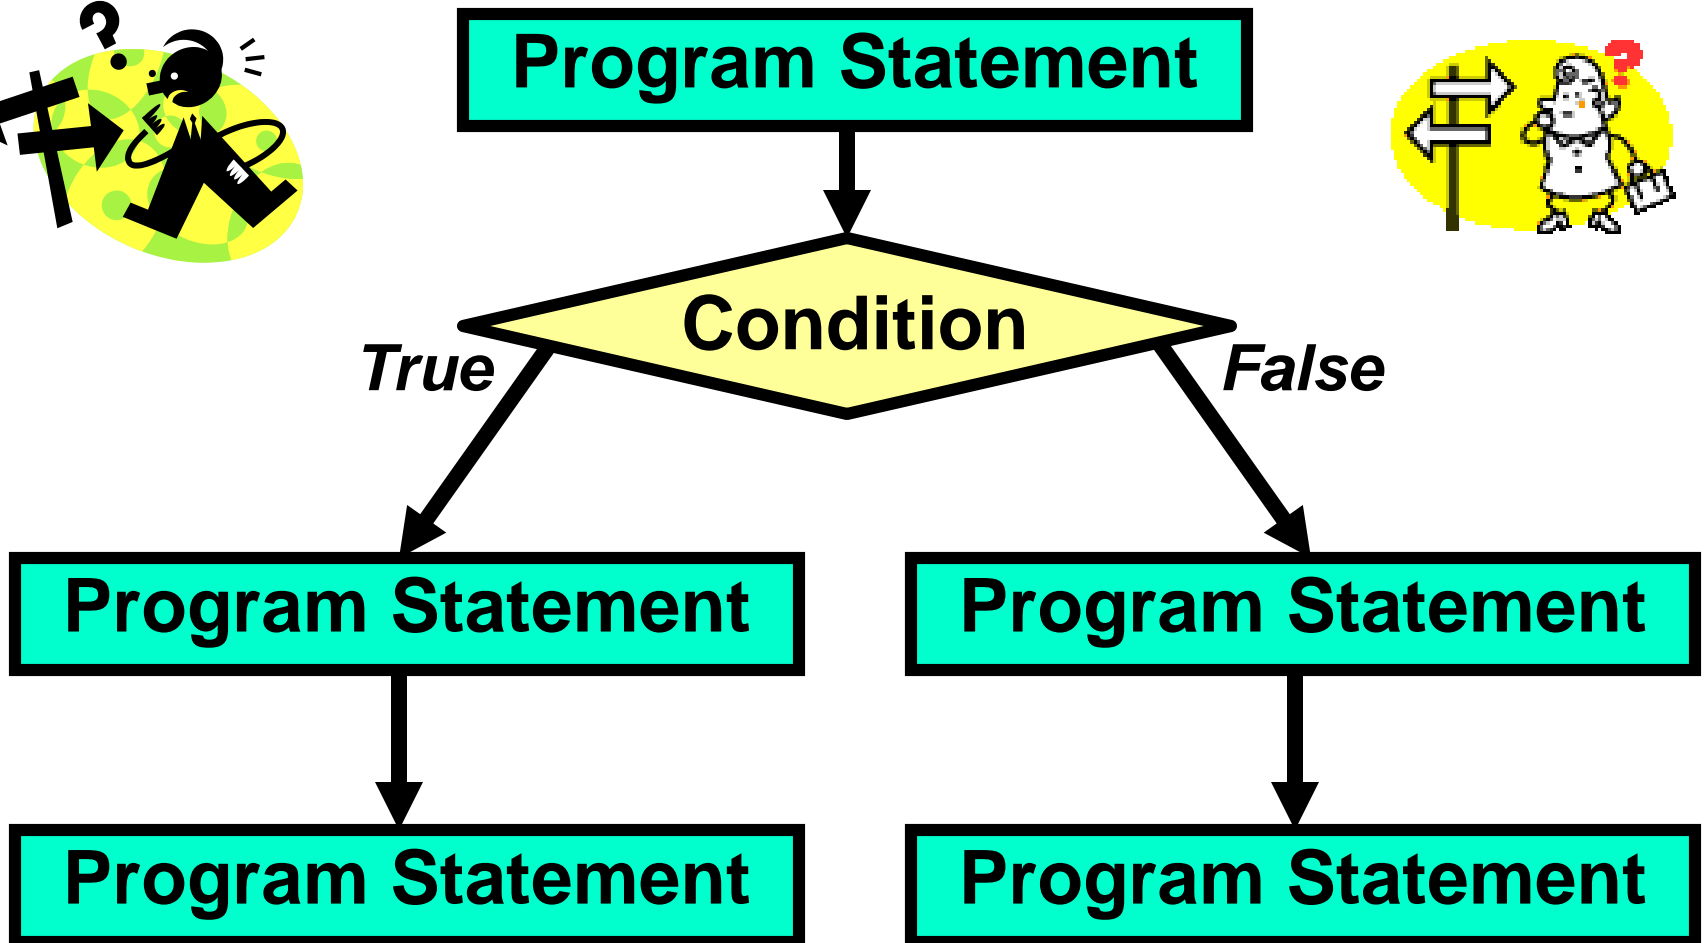 Program Statement
Condition
True
False
Program Statement
Program Statement
Program Statement
Program Statement